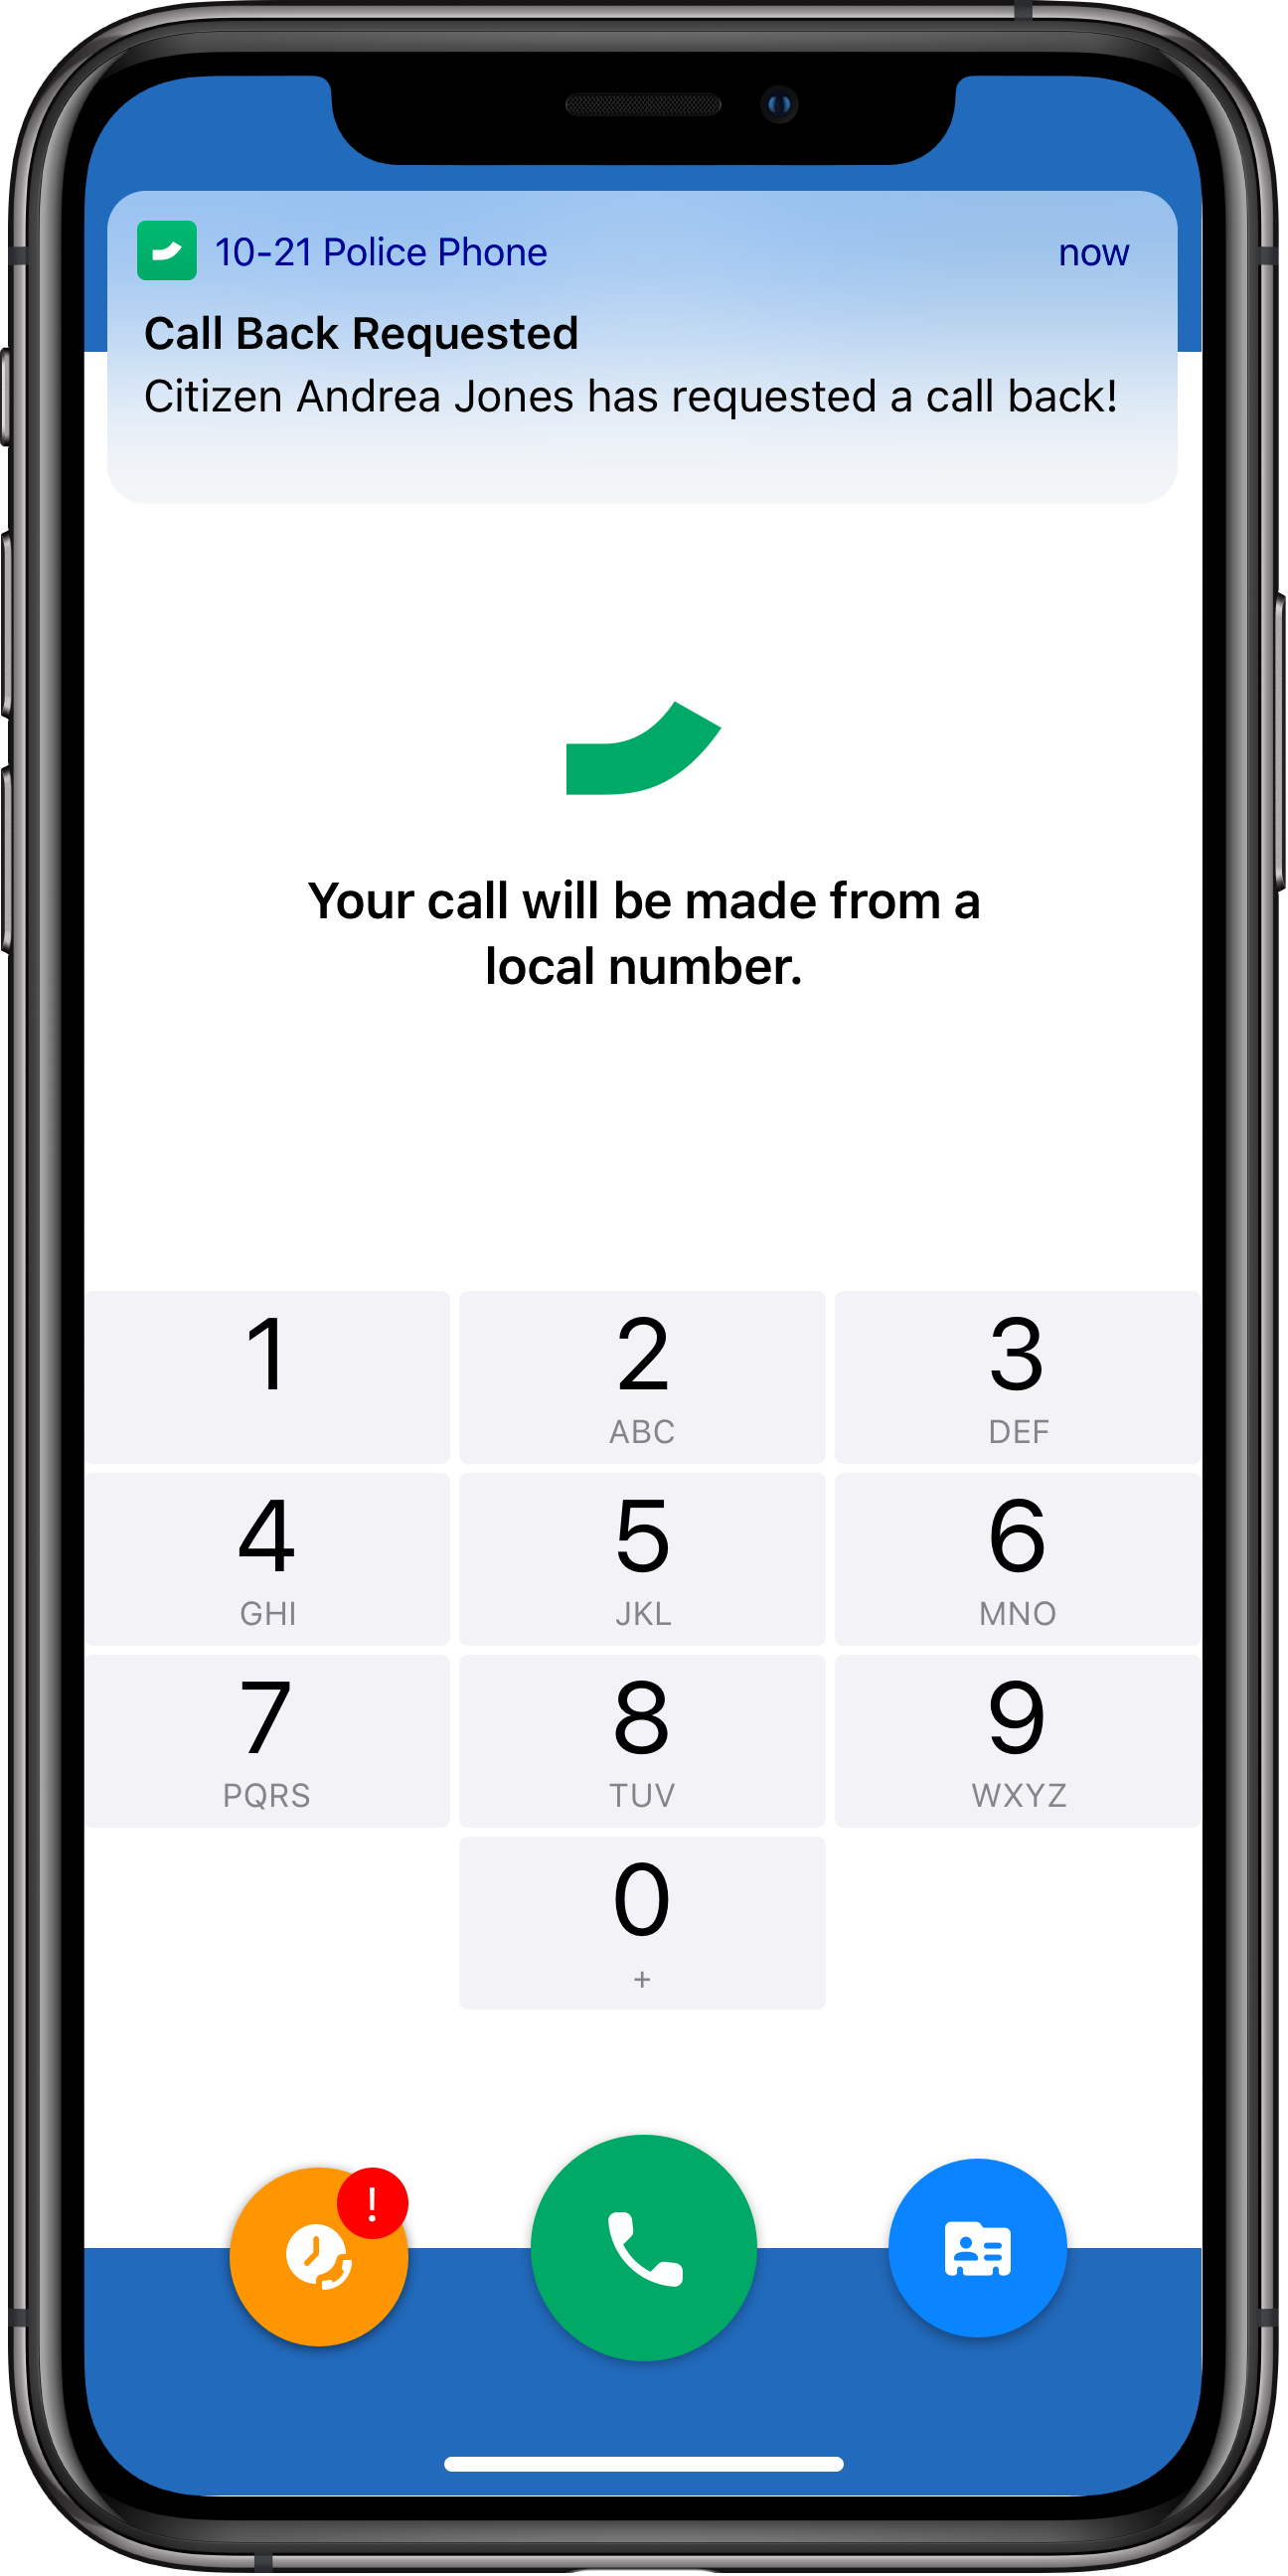 10-21 Police Phone now
Call Back Requested
Citizen Andrea Jones has requested a call back!
Your call will be made from a
local number.
1 2 3
ABC DEF
4 5 6
GHI JKL MNO
7 8 9
PQRS TUV WXYZ
0
+
!